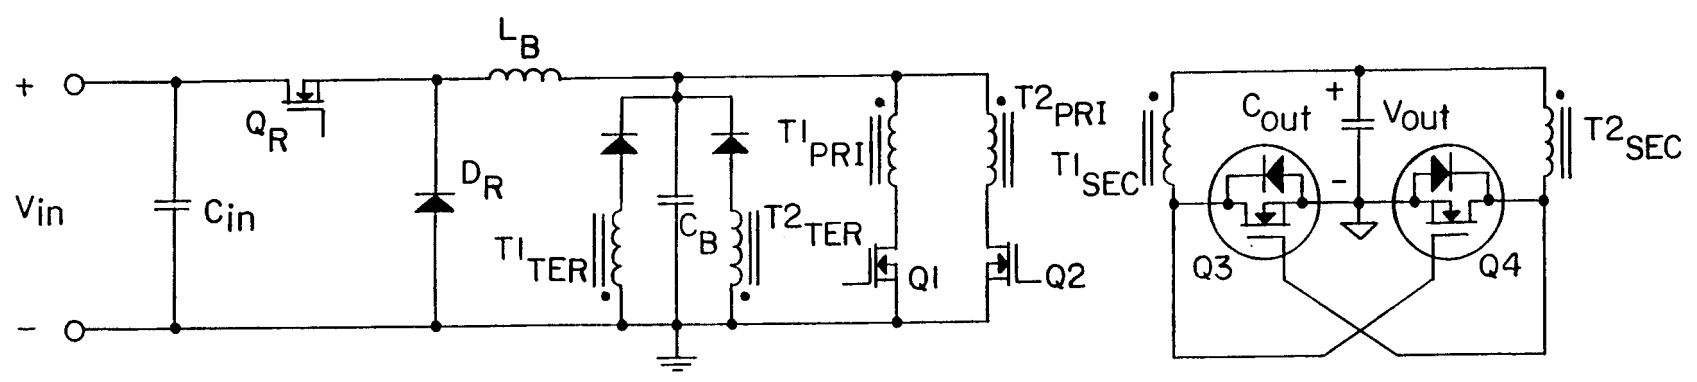 +
Vin
−
Cin
QR
DR
LB
T1TER
CB
T2TER
T1PRI
Q1
T2PRI
Q2
T1SEC
Cout
+
−
Vout
Q3
Q4
T2SEC